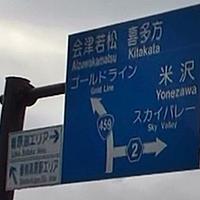 会津若松
Aizuwakamatsu
喜多方
Kitakata
ゴールドライン
Gold Line
米沢
Yonezawa
スカイバレー
Sky Valley
459
2